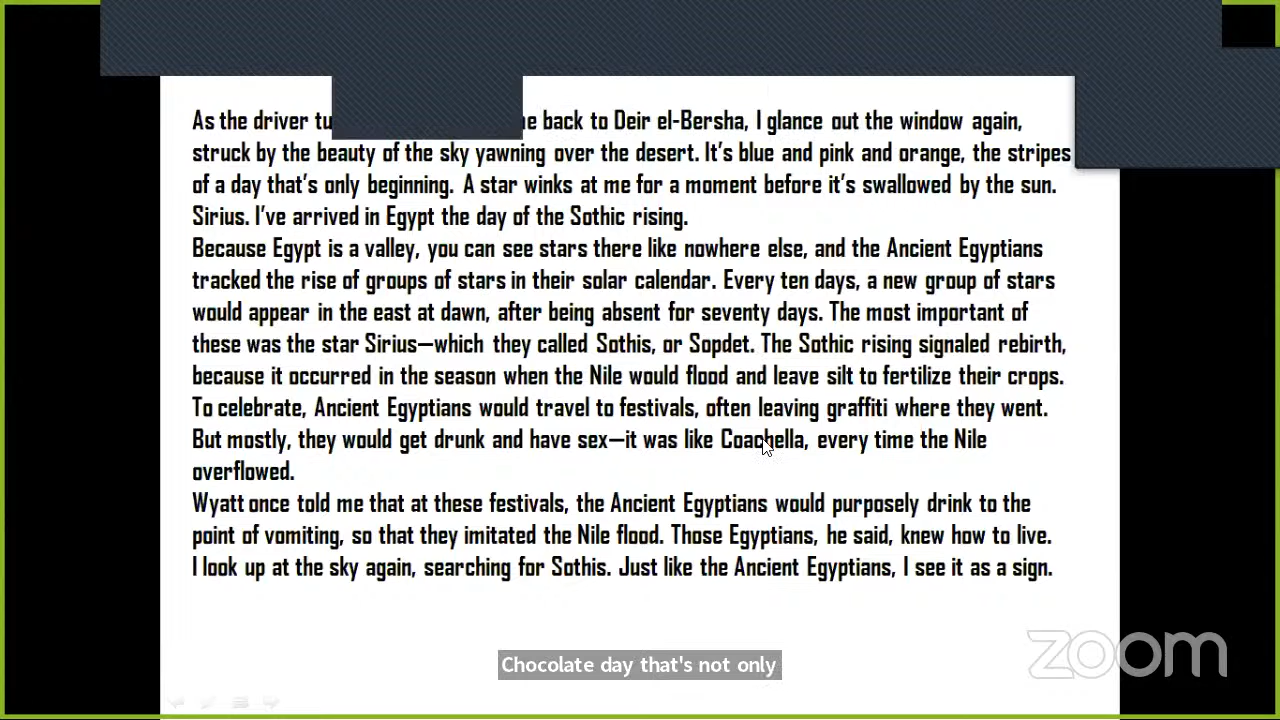 As the driver tu
e back to Deir el-Bersha, I glance out the window again,
struck by the beauty of the sky yawning over the desert. It's blue and pink and orange, the stripes
of a day that's only beginning. A star winks at me for a moment before it's swallowed by the sun.
Sirius. I've arrived in Egypt the day of the Sothic rising.
Because Egypt is a valley, you can see stars there like nowhere else, and the Ancient Egyptians
tracked the rise of groups of stars in their solar calendar. Every ten days, a new group of stars
would appear in the east at dawn, after being absent for seventy days. The most important of
these was the star Sirius—which they called Sothis, or Sopdet. The Sothic rising signaled rebirth,
because it occurred in the season when the Nile would flood and leave silt to fertilize their crops.
To celebrate, Ancient Egyptians would travel to festivals, often leaving graffiti where they went.
But mostly, they would get drunk and have sex—it was like Coachella, every time the Nile
overflowed.
Wyatt once told me that at these festivals, the Ancient Egyptians would purposely drink to the
point of vomiting, so that they imitated the Nile flood. Those Egyptians, he said, knew how to live.
I look up at the sky again, searching for Sothis. Just like the Ancient Egyptians, I see it as a sign.
Chocolate day that's not only
zoom